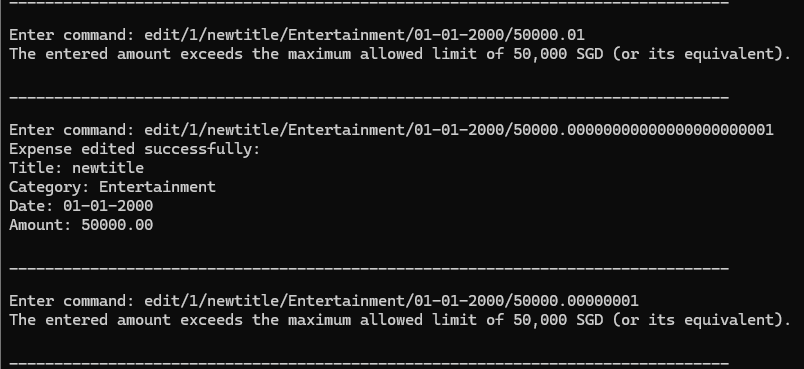 Enter command: edit/1/newtitle/Entertainment/01-01-2000/50000.01
The entered amount exceeds the maximum allowed limit of 50,000 SGD (or its equivalent).
Enter command: edit/1/newtitle/Entertainment/01-01-2000/50000.00000000000000000000001
Expense edited successfully:
Title: newtitle
Category: Entertainment
Date: 01-01-2000
Amount: 50000.00
Enter command: edit/1/newtitle/Entertainment/01-01-2000/50000.00000001
The entered amount exceeds the maximum allowed limit of 50,000 SGD (or its equivalent).